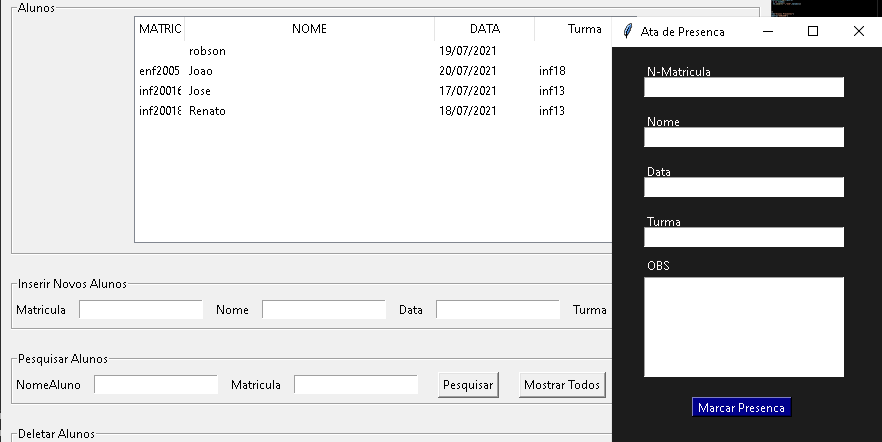 Alunos
MATRIC NOME DATA Turma
robson 19/07/2021
enf2005 Joao 20/07/2021 inf18
inf20016 Jose 17/07/2021 inf13
inf20018 Renato 18/07/2021 inf13
Inserir Novos Alunos
Matricula Nome Data Turma
Pesquisar Alunos
NomeAluno Matricula Pesquisar Mostrar Todos
Deletar Alunos
Ata de Presenca
N-Matricula
Nome
Data
Turma
OBS
Marcar Presenca